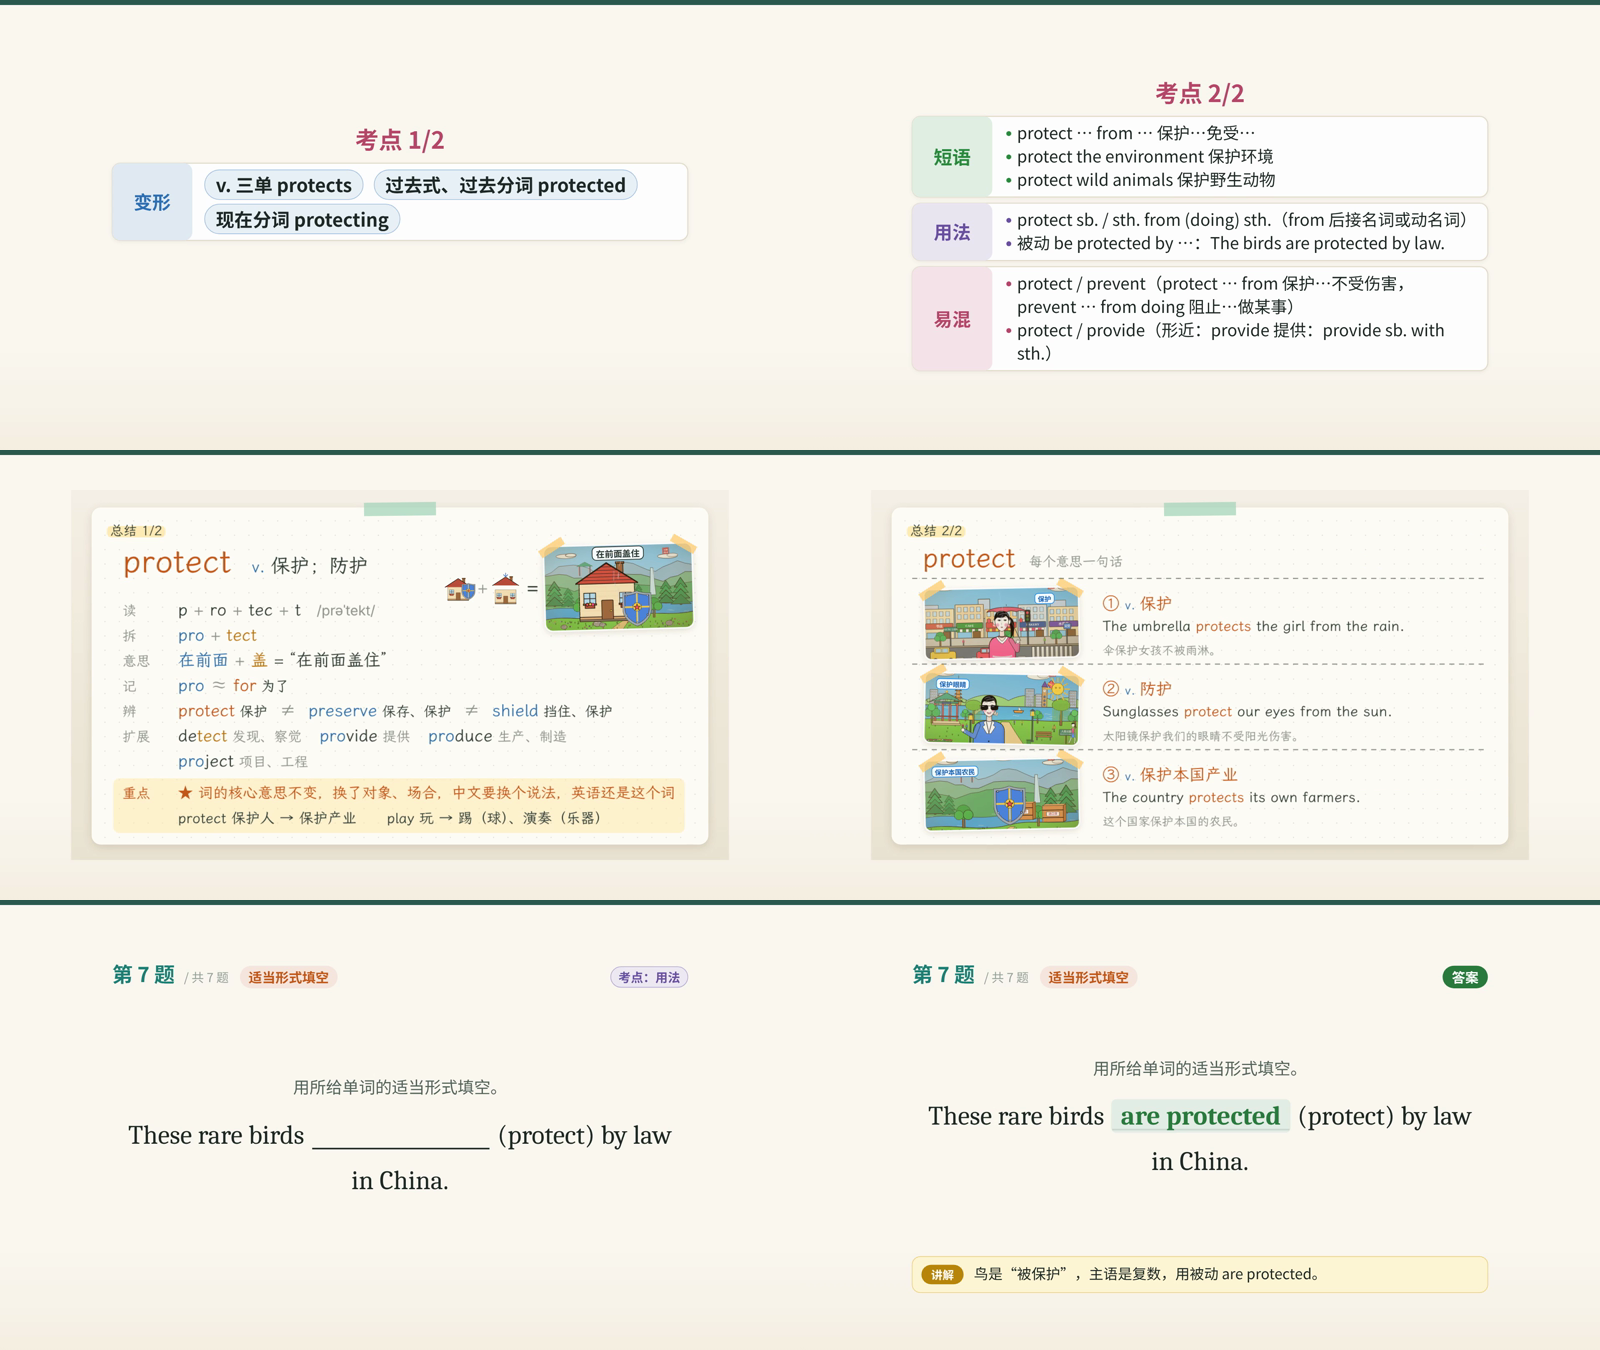 考点 1/2
变形
v. 三单 protects 过去式、过去分词 protected
现在分词 protecting
考点 2/2
短语
• protect … from … 保护…免受…
• protect the environment 保护环境
• protect wild animals 保护野生动物
用法
• protect sb. / sth. from (doing) sth.（from 后接名词或动名词）
• 被动 be protected by …：The birds are protected by law.
易混
• protect / prevent（protect … from 保护…不受伤害，
prevent … from doing 阻止…做某事）
• protect / provide（形近：provide 提供：provide sb. with
sth.）
总结 1/2
protect v. 保护；防护
+ =
在前面盖住
读 p + ro + tec + t /prə'tekt/
拆 pro + tect
意思 在前面 + 盖 = “在前面盖住”
记 pro ≈ for 为了
辨 protect 保护 ≠ preserve 保存、保护 ≠ shield 挡住、保护
扩展 detect 发现、察觉 provide 提供 produce 生产、制造
project 项目、工程
重点 ★ 词的核心意思不变，换了对象、场合，中文要换个说法，英语还是这个词
protect 保护人 → 保护产业 play 玩 → 踢（球）、演奏（乐器）
总结 2/2
protect 每个意思一句话
保护
① v. 保护
The umbrella protects the girl from the rain.
伞保护女孩不被雨淋。
保护眼睛
② v. 防护
Sunglasses protect our eyes from the sun.
太阳镜保护我们的眼睛不受阳光伤害。
保护本国农民
③ v. 保护本国产业
The country protects its own farmers.
这个国家保护本国的农民。
第 7 题 / 共 7 题 适当形式填空 考点：用法
用所给单词的适当形式填空。
These rare birds ______ (protect) by law
in China.
第 7 题 / 共 7 题 适当形式填空 答案
用所给单词的适当形式填空。
These rare birds are protected (protect) by law
in China.
讲解 鸟是“被保护”，主语是复数，用被动 are protected。